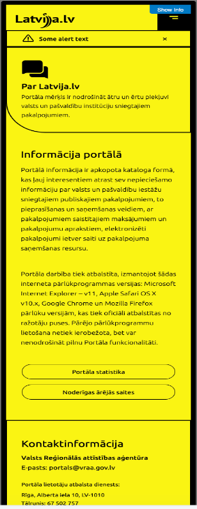 Show info
Latvija.lv
Some alert text
×
Par Latvija.lv
Portāla mērķis ir nodrošināt ātru un ērtu piekļuvi
valsts un pašvaldību institūciju sniegtajiem
pakalpojumiem.
Informācija portālā
Portālā informācija ir apkopota kataloga formā,
kas ļauj interesentiem atrast sev nepieciešamo
informāciju par valsts un pašvaldību iestāžu
sniegtajiem publiskajiem pakalpojumiem, to
pieprasīšanas un saņemšanas veidiem, ar
pakalpojumiem saistītajiem maksājumiem un
pakalpojumu aprakstiem, elektronizēti
pakalpojumi ietver saiti uz pakalpojuma
saņemšanas resursu.
Portāla darbība tiek atbalstīta, izmantojot šādas
interneta pārlūkprogrammas versijas: Microsoft
Internet Explorer – v11, Apple Safari OS X
v10.x, Google Chrome un Mozilla Firefox
pārlūku versijām, kas tiek oficiāli atbalstītas no
ražotāju puses. Pārējo pārlūkprogrammu
lietošana netiek ierobežota, bet var
nenodrošināt pilnu Portāla funkcionalitāti.
Portāla statistika
Noderīgas ārējās saites
Kontaktinformācija
Valsts Reģionālās attīstības aģentūra
E-pasts: portals@vraa.gov.lv
Portāla lietotāju atbalsta dienests:
Rīga, Alberta iela 10, LV-1010
Tālrunis: 67 502 757